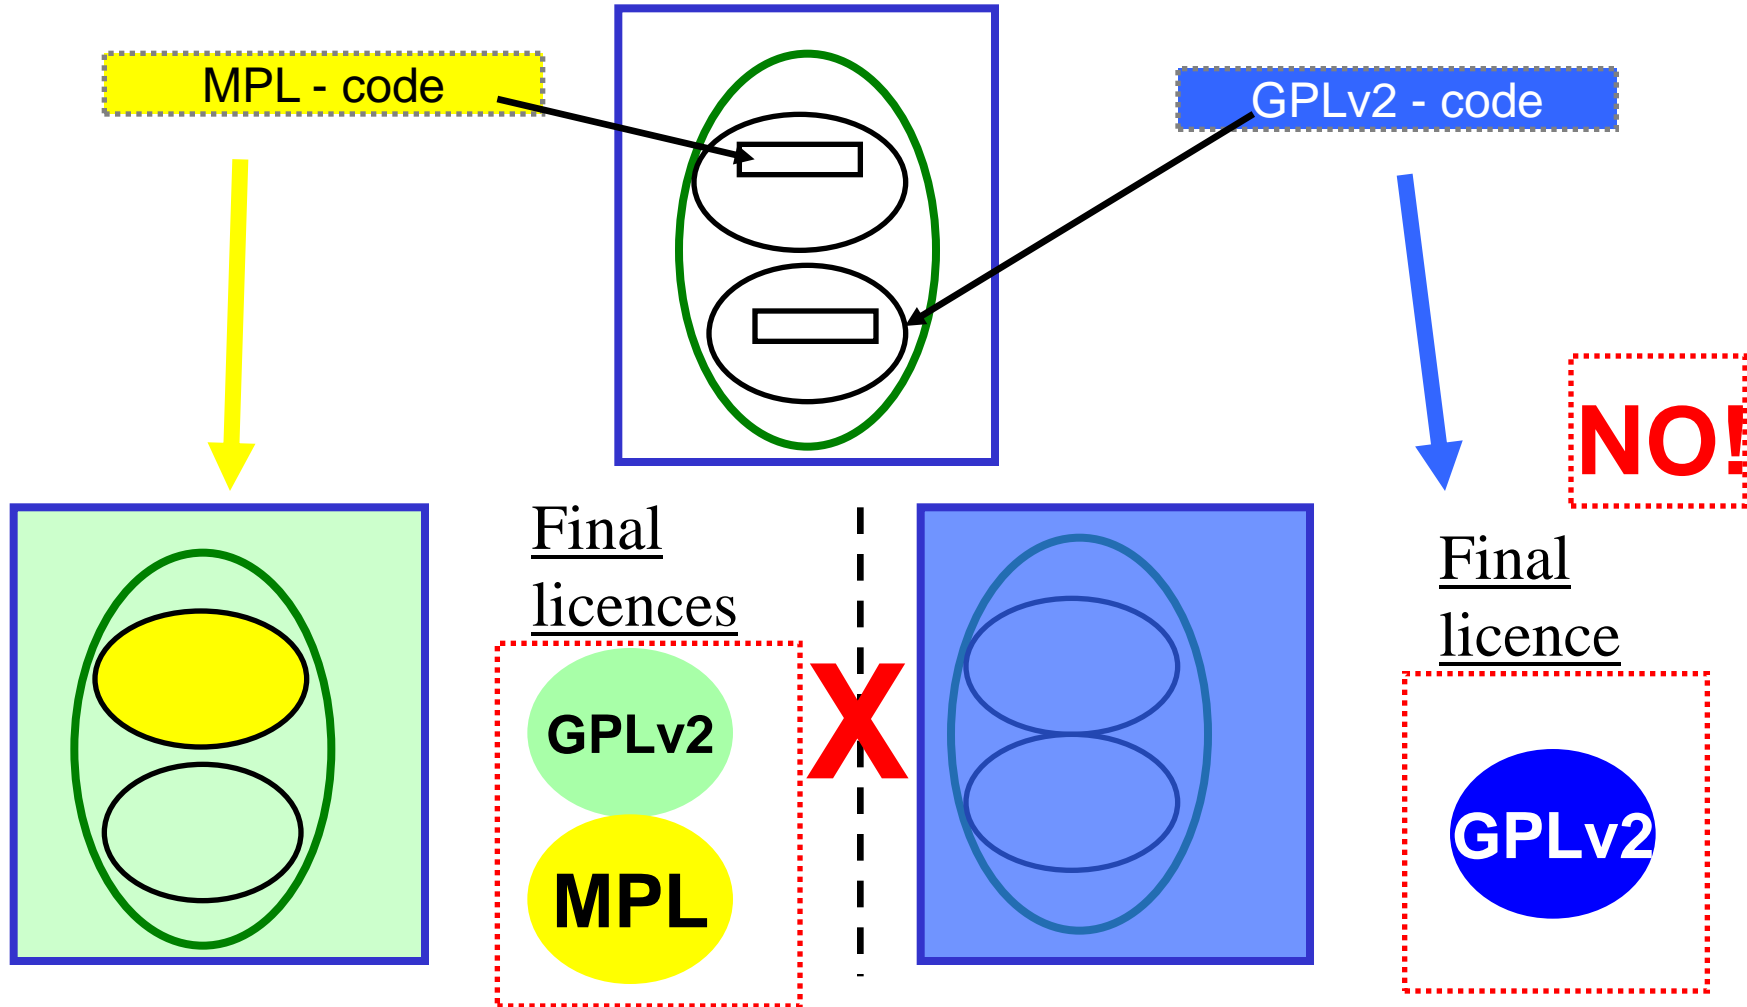 MPL - code
GPLv2 - code
NO!
Final
licences
GPLv2
MPL
X
Final
licence
GPLv2